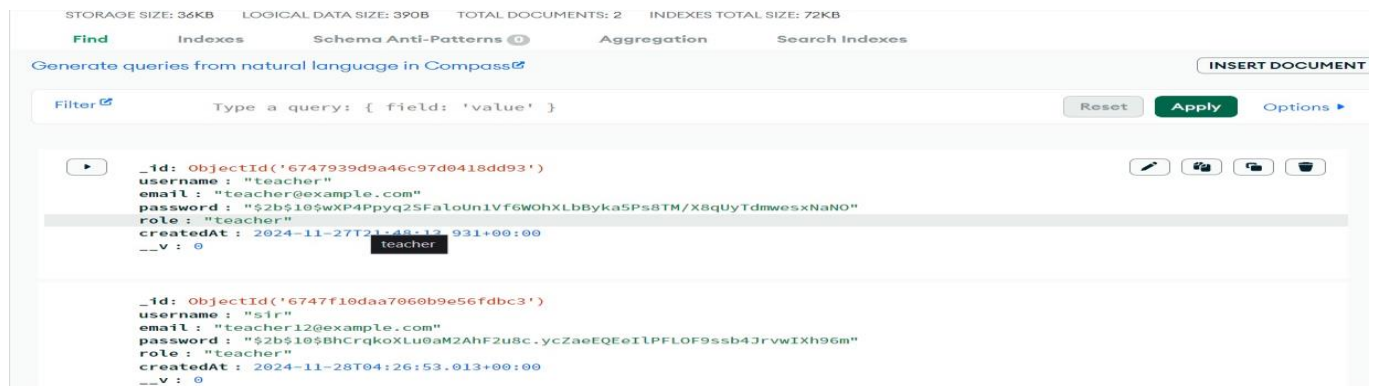 STORAGE SIZE: 36KB LOGICAL DATA SIZE: 390B TOTAL DOCUMENTS: 2 INDEXES TOTAL SIZE: 72KB
Find Indexes Schema Anti-Patterns 0 Aggregation Search Indexes
Generate queries from natural language in Compass
INSERT DOCUMENT
Filter Type a query: { field: 'value' } Reset Apply Options
_id: ObjectId('6747939d9a46c97d0418dd93')
username : "teacher"
email : "teacher@example.com"
password : "$2b$10$wXP4Ppyq2SFaloUn1Vf6WOhXLbByka5Ps8TM/X8qUyTdmwesxNaNO"
role : "teacher"
createdAt : 2024-11-27T21:48:13.931+00:00
teacher
__v : 0
_id: ObjectId('6747f10daa7060b9e56fdbc3')
username : "sir"
email : "teacher12@example.com"
password : "$2b$10$BhCrqkoXLu0aM2AhF2u8c.ycZaeEQEeIlPFLOF9ssb4JrvwIXh96m"
role : "teacher"
createdAt : 2024-11-28T04:26:53.013+00:00
__v : 0